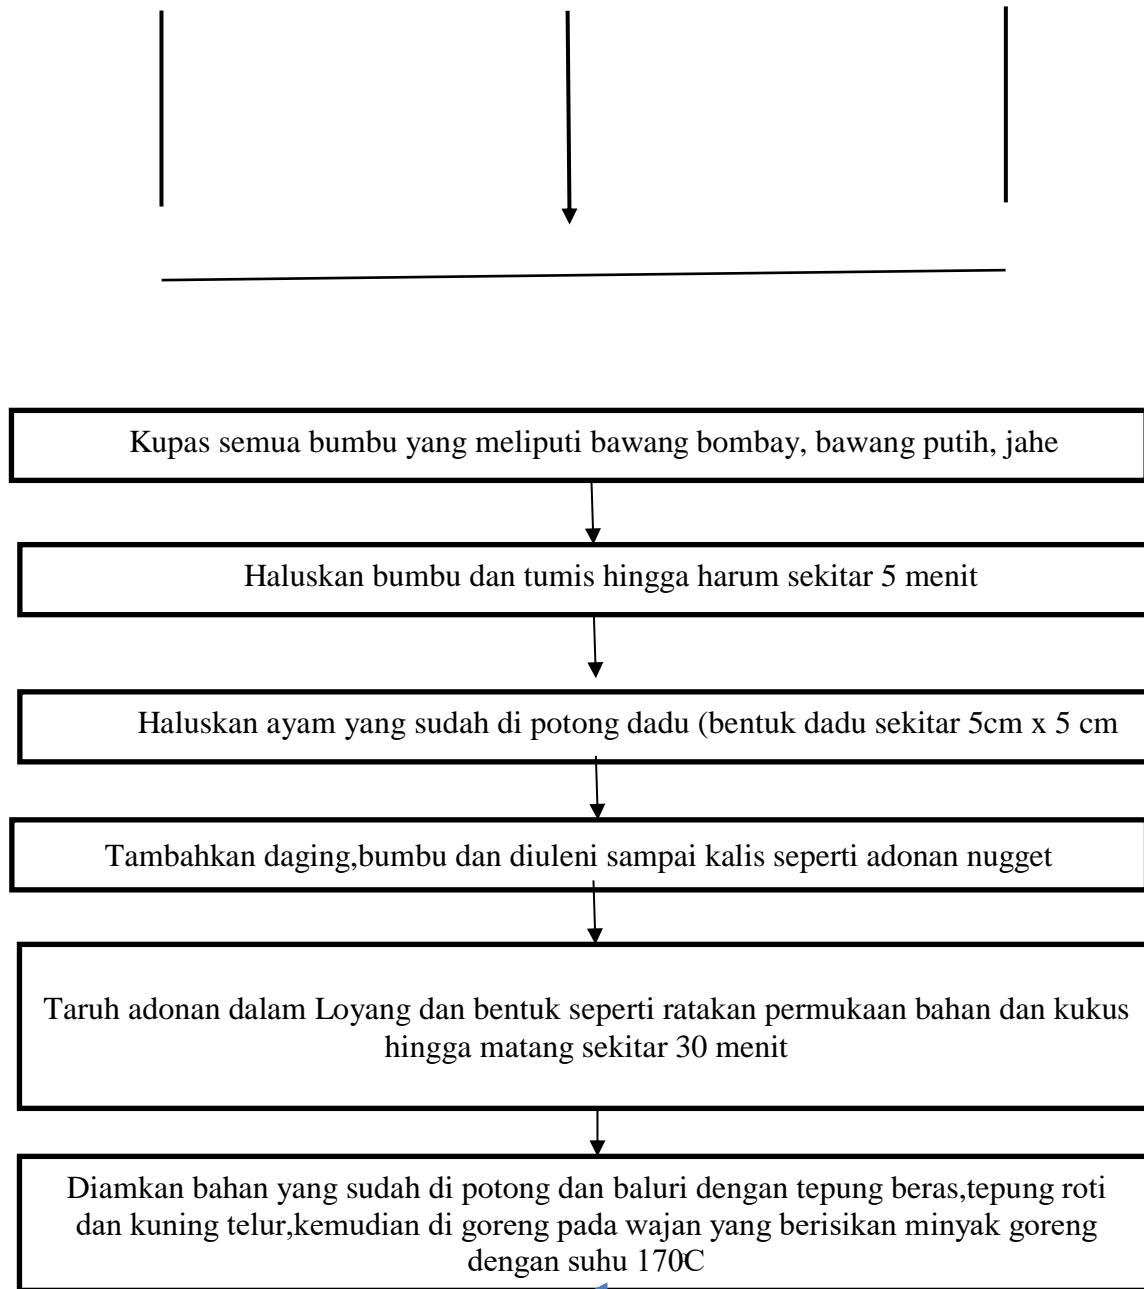 Kupas semua bumbu yang meliputi bawang bombay, bawang putih, jahe
Haluskan bumbu dan tumis hingga harum sekitar 5 menit
Haluskan ayam yang sudah di potong dadu (bentuk dadu sekitar 5cm x 5 cm
Tambahkan daging,bumbu dan diuleni sampai kalis seperti adonan nugget
Taruh adonan dalam Loyang dan bentuk seperti ratakan permukaan bahan dan kukus
hingga matang sekitar 30 menit
Diamkan bahan yang sudah di potong dan baluri dengan tepung beras,tepung roti
dan kuning telur,kemudian di goreng pada wajan yang berisikan minyak goreng
dengan suhu 170°C